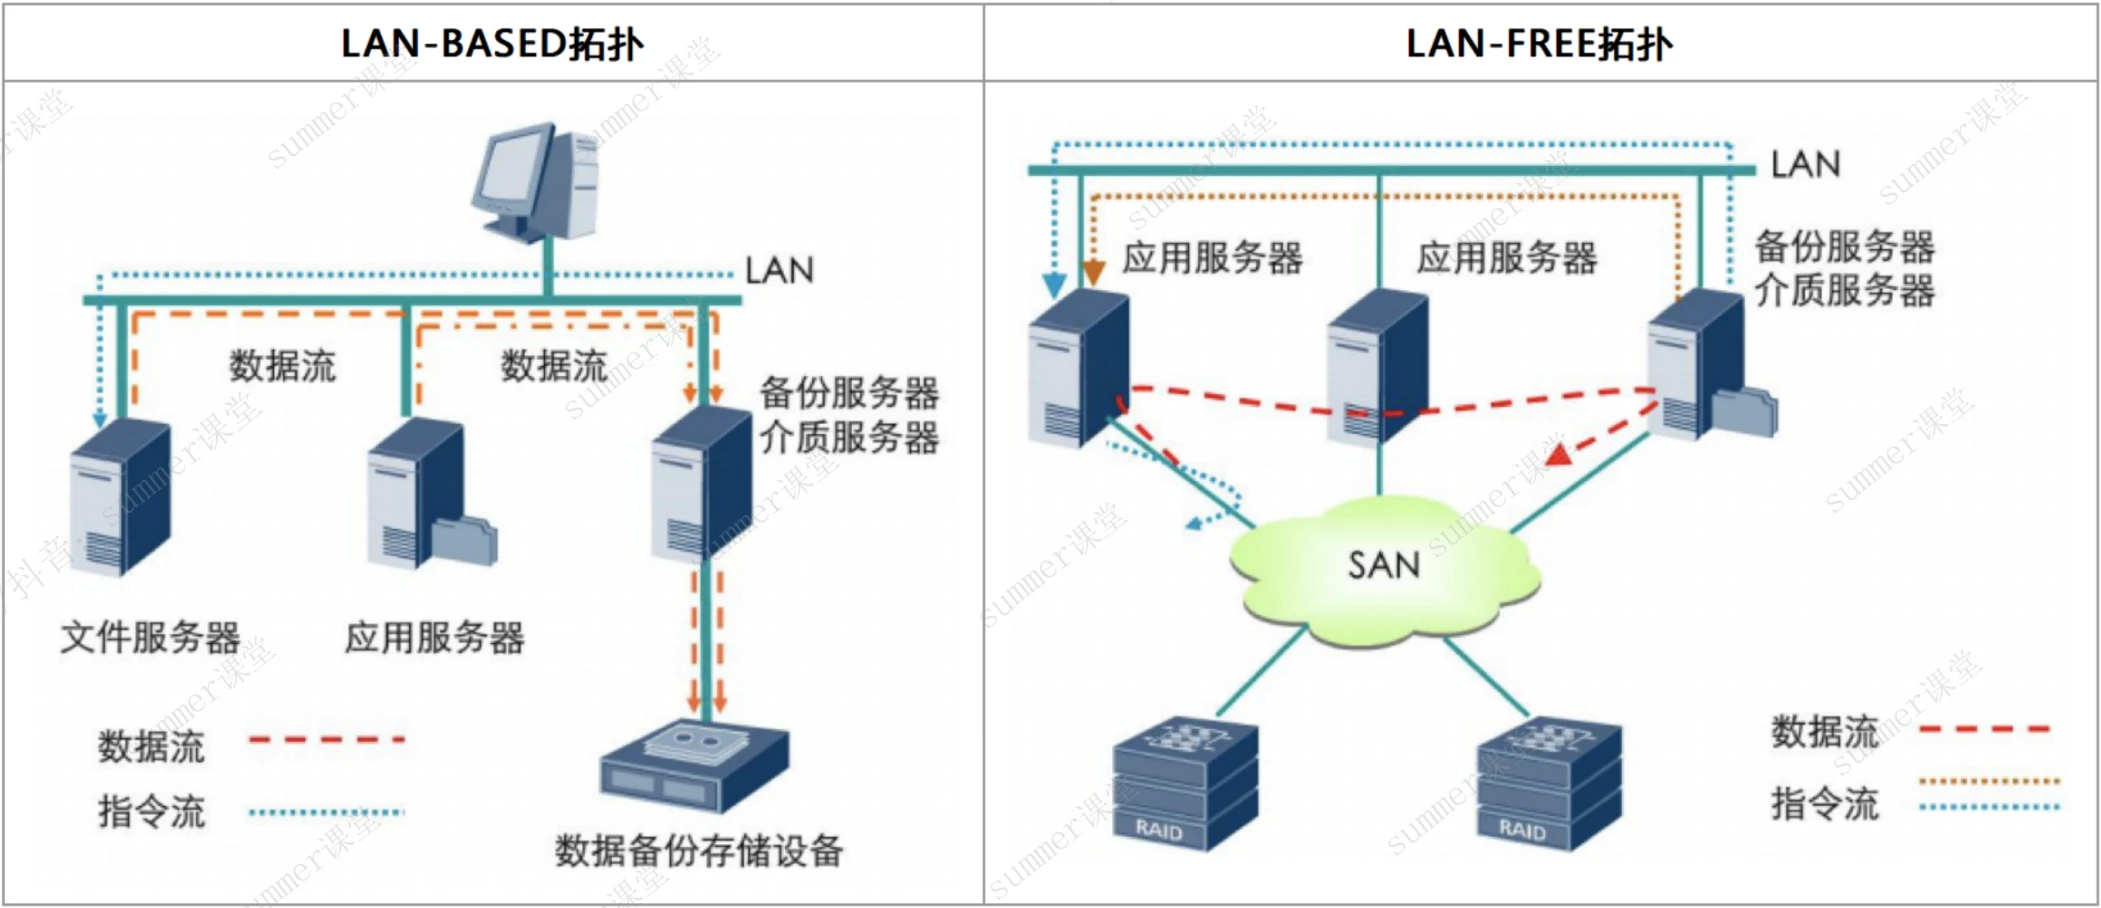 LAN-BASED拓扑
LAN
数据流
数据流
备份服务器
介质服务器
文件服务器
应用服务器
数据流
指令流
数据备份存储设备
LAN-FREE拓扑
LAN
应用服务器
应用服务器
备份服务器
介质服务器
SAN
RAID
RAID
数据流
指令流
summer课堂
抖音